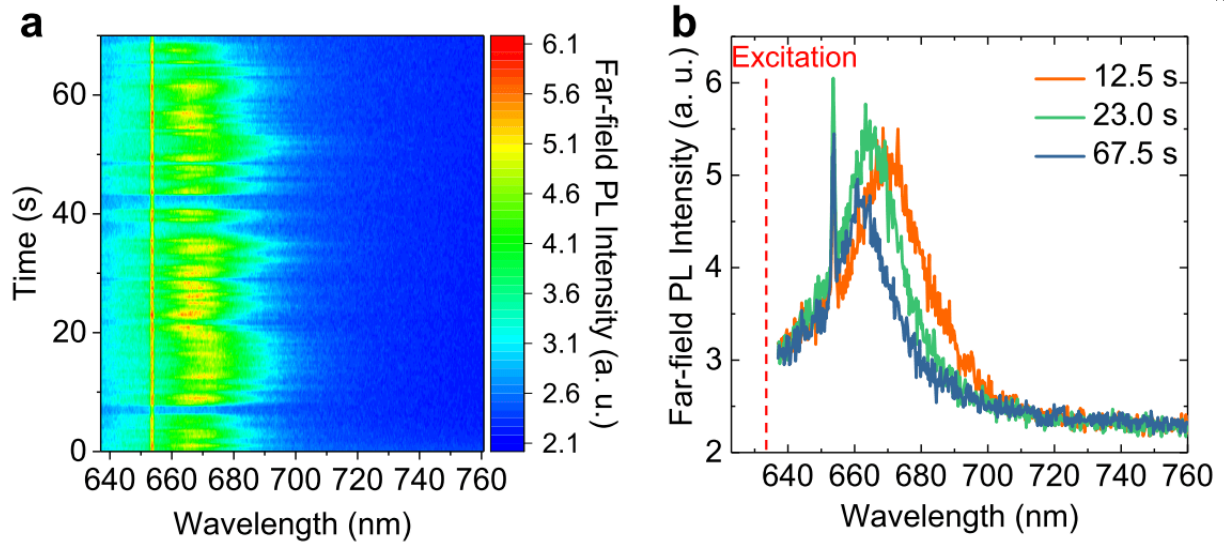 a
Time (s)
60
40
20
0
640 660 680 700 720 740 760
Wavelength (nm)
6.1
5.6
5.1
4.6
4.1
3.6
3.1
2.6
2.1
Far-field PL Intensity (a. u.)
b
Far-field PL Intensity (a. u.)
6
5
4
3
2
Excitation
12.5 s
23.0 s
67.5 s
640 660 680 700 720 740 760
Wavelength (nm)